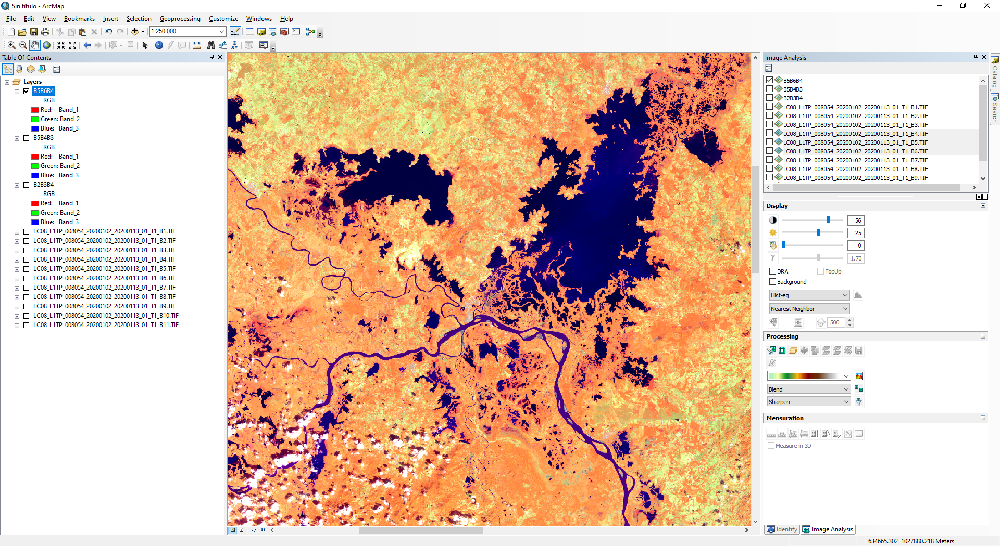 Sin título - ArcMap
File Edit View Bookmarks Insert Selection Geoprocessing Customize Windows Help
1:250,000
Table Of Contents
Layers
B5B6B4
RGB
Red: Band_1
Green: Band_2
Blue: Band_3
B5B4B3
RGB
Red: Band_1
Green: Band_2
Blue: Band_3
B2B3B4
RGB
Red: Band_1
Green: Band_2
Blue: Band_3
LC08_L1TP_008054_20200102_20200113_01_T1_B1.TIF
LC08_L1TP_008054_20200102_20200113_01_T1_B2.TIF
LC08_L1TP_008054_20200102_20200113_01_T1_B3.TIF
LC08_L1TP_008054_20200102_20200113_01_T1_B4.TIF
LC08_L1TP_008054_20200102_20200113_01_T1_B5.TIF
LC08_L1TP_008054_20200102_20200113_01_T1_B6.TIF
LC08_L1TP_008054_20200102_20200113_01_T1_B7.TIF
LC08_L1TP_008054_20200102_20200113_01_T1_B8.TIF
LC08_L1TP_008054_20200102_20200113_01_T1_B9.TIF
LC08_L1TP_008054_20200102_20200113_01_T1_B10.TIF
LC08_L1TP_008054_20200102_20200113_01_T1_B11.TIF
Image Analysis
B5B6B4
B5B4B3
B2B3B4
LC08_L1TP_008054_20200102_20200113_01_T1_B1.TIF
LC08_L1TP_008054_20200102_20200113_01_T1_B2.TIF
LC08_L1TP_008054_20200102_20200113_01_T1_B3.TIF
LC08_L1TP_008054_20200102_20200113_01_T1_B4.TIF
LC08_L1TP_008054_20200102_20200113_01_T1_B5.TIF
LC08_L1TP_008054_20200102_20200113_01_T1_B6.TIF
LC08_L1TP_008054_20200102_20200113_01_T1_B7.TIF
LC08_L1TP_008054_20200102_20200113_01_T1_B8.TIF
LC08_L1TP_008054_20200102_20200113_01_T1_B9.TIF
Display
56
25
0
γ 1.70
DRA TopUp
Background
Hist-eq
Nearest Neighbor
500
Processing
fx
Blend
Sharpen
Mensuration
Measure in 3D
Identify Image Analysis
Catalog
Search
634665.302 1027880.218 Meters